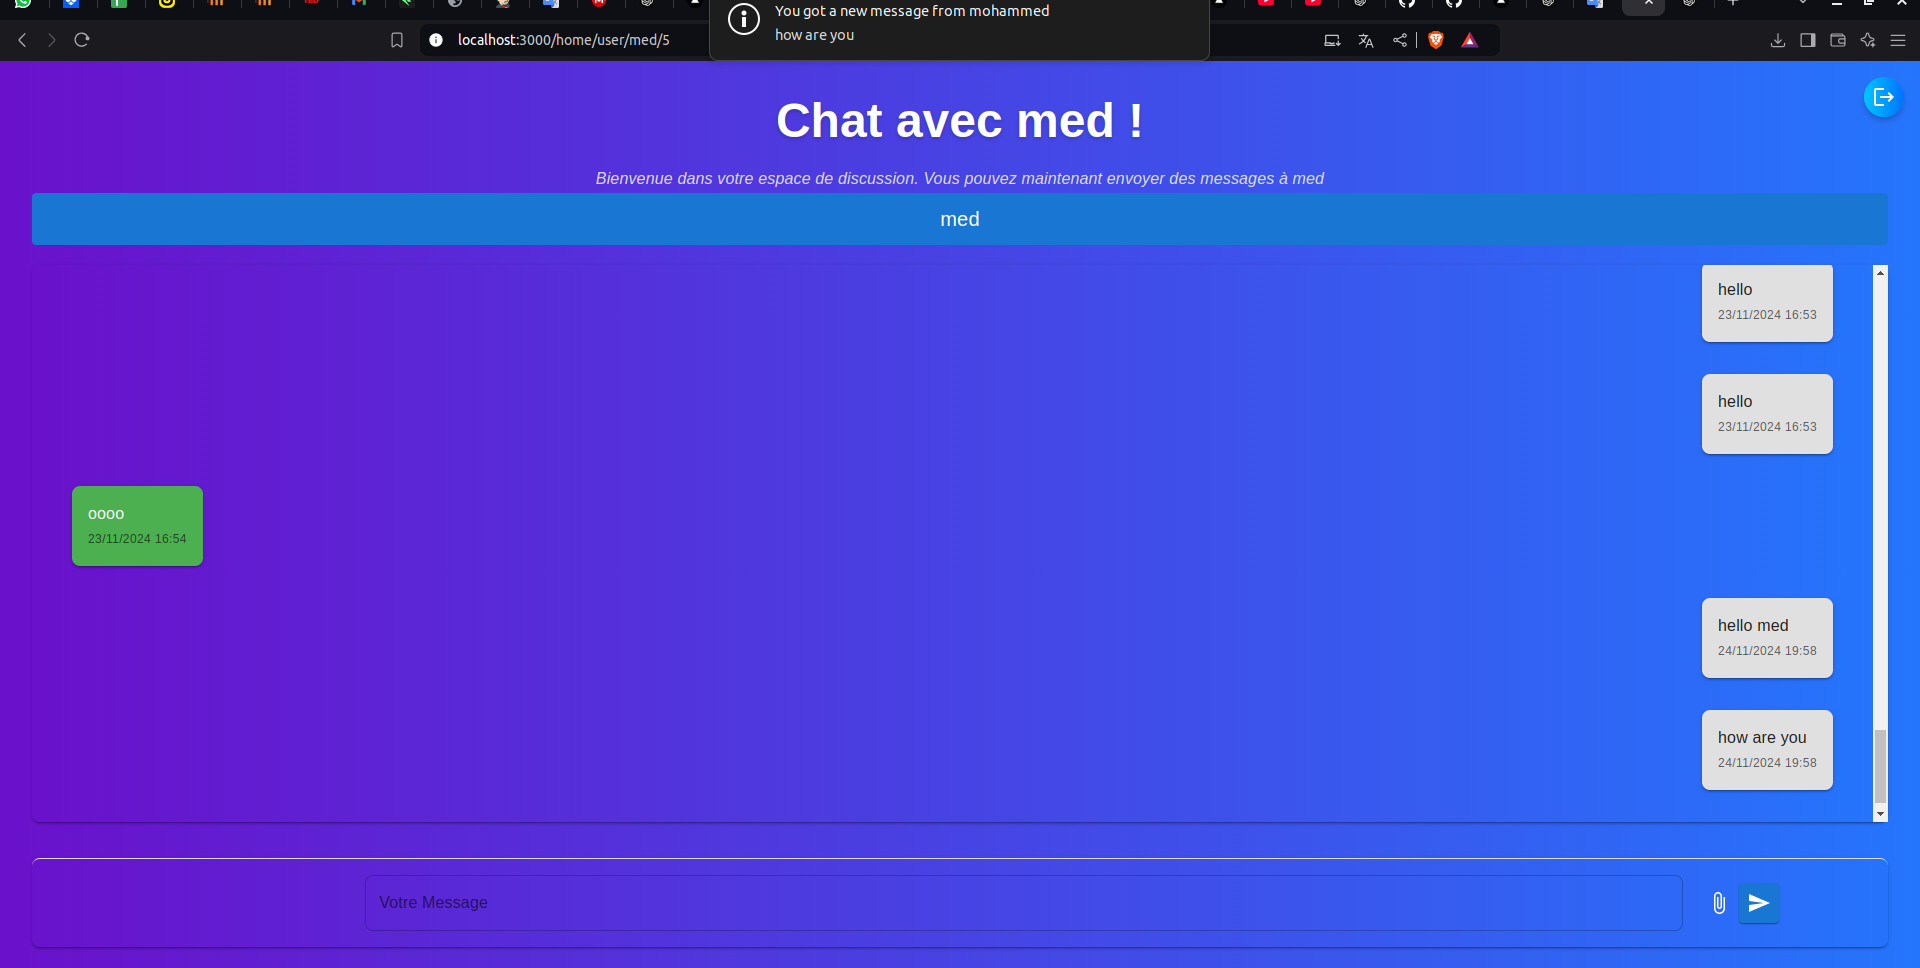 You got a new message from mohammed
how are you
localhost:3000/home/user/med/5
Chat avec med !
Bienvenue dans votre espace de discussion. Vous pouvez maintenant envoyer des messages à med
med
hello
23/11/2024 16:53
hello
23/11/2024 16:53
oooo
23/11/2024 16:54
hello med
24/11/2024 19:58
how are you
24/11/2024 19:58
Votre Message